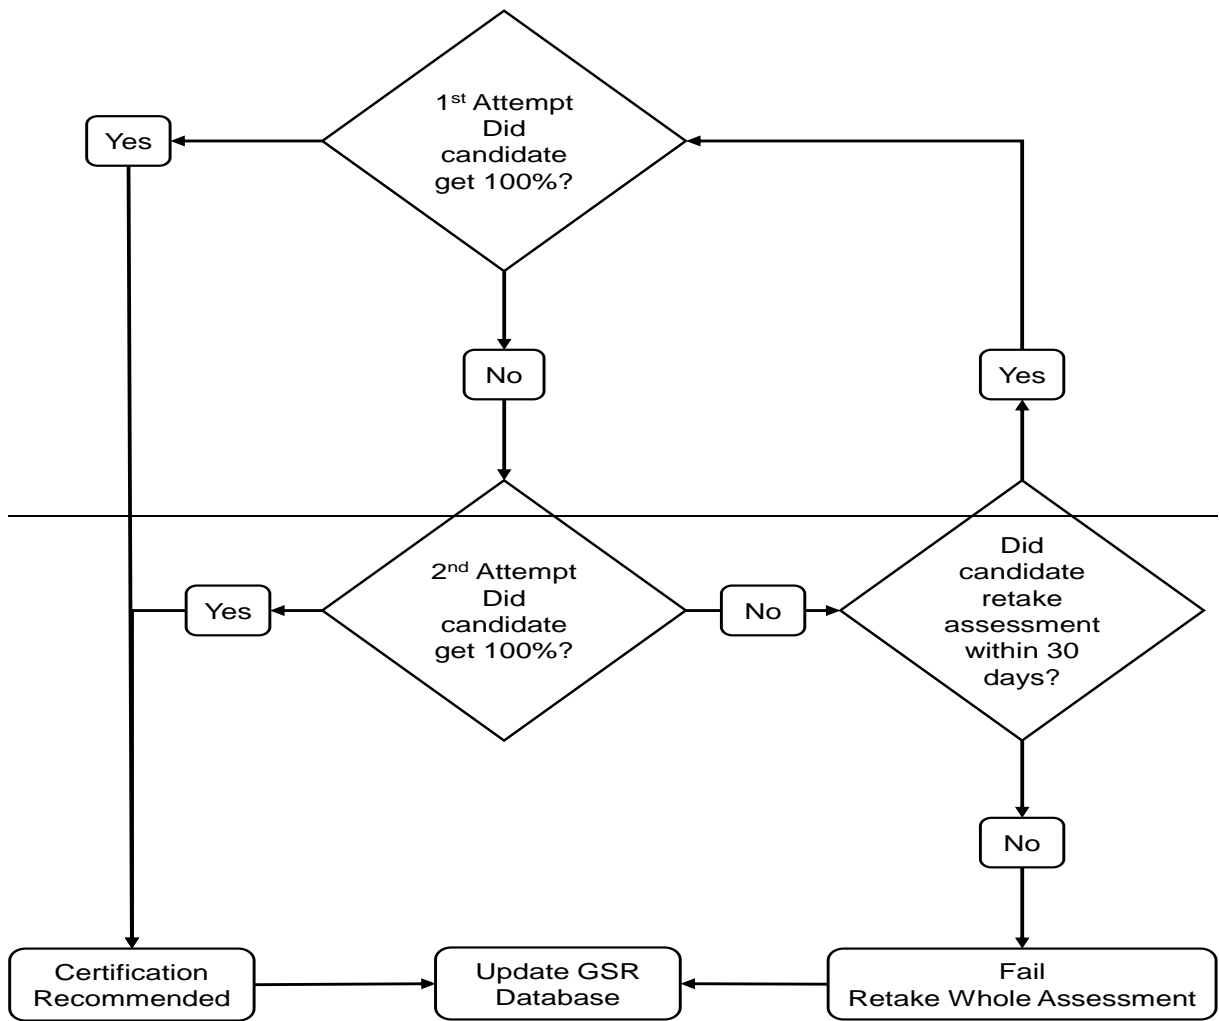 1st Attempt
Did
candidate
get 100%?
Yes
No
Yes
2nd Attempt
Did
candidate
get 100%?
Yes
No
Did
candidate
retake
assessment
within 30
days?
No
Certification
Recommended
Update GSR
Database
Fail
Retake Whole Assessment